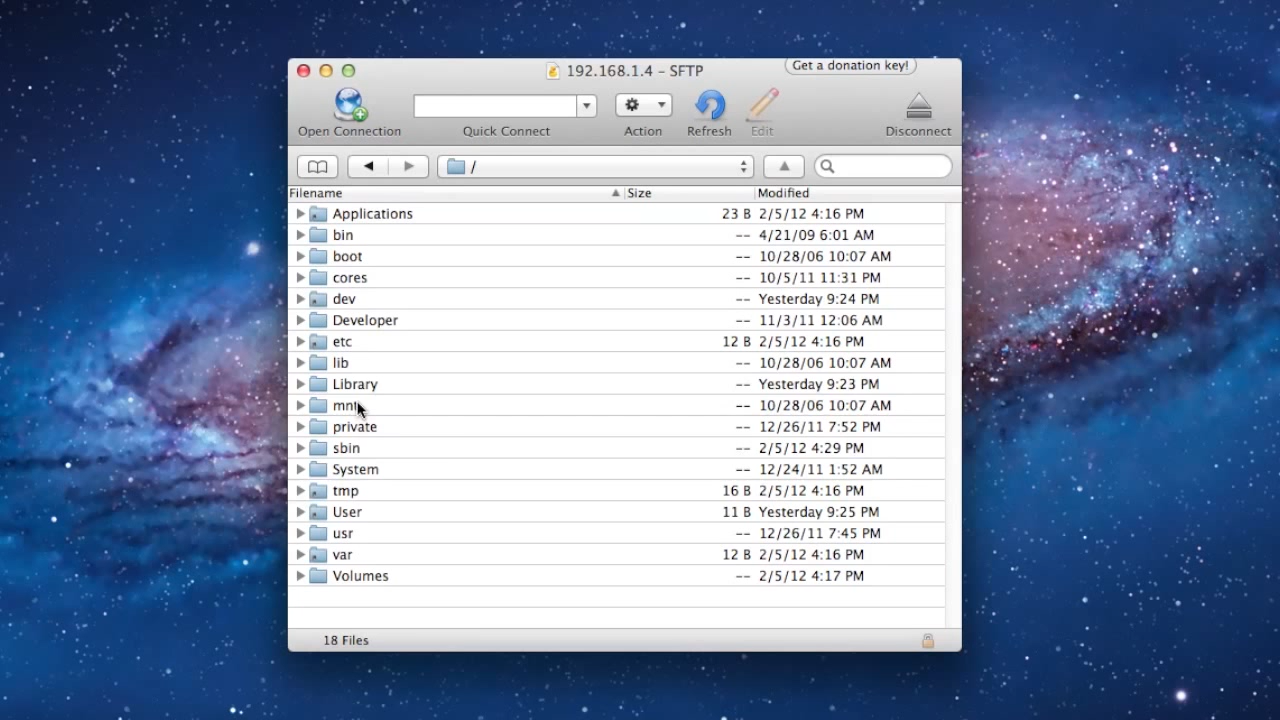 192.168.1.4 – SFTP
Get a donation key!
Open Connection
Quick Connect
Action
Refresh
Edit
Disconnect
/
Filename Size Modified
Applications 23 B 2/5/12 4:16 PM
bin -- 4/21/09 6:01 AM
boot -- 10/28/06 10:07 AM
cores -- 10/5/11 11:31 PM
dev -- Yesterday 9:24 PM
Developer -- 11/3/11 12:06 AM
etc 12 B 2/5/12 4:16 PM
lib -- 10/28/06 10:07 AM
Library -- Yesterday 9:23 PM
mnt -- 10/28/06 10:07 AM
private -- 12/26/11 7:52 PM
sbin -- 2/5/12 4:29 PM
System -- 12/24/11 1:52 AM
tmp 16 B 2/5/12 4:16 PM
User 11 B Yesterday 9:25 PM
usr -- 12/26/11 7:45 PM
var 12 B 2/5/12 4:16 PM
Volumes -- 2/5/12 4:17 PM
18 Files